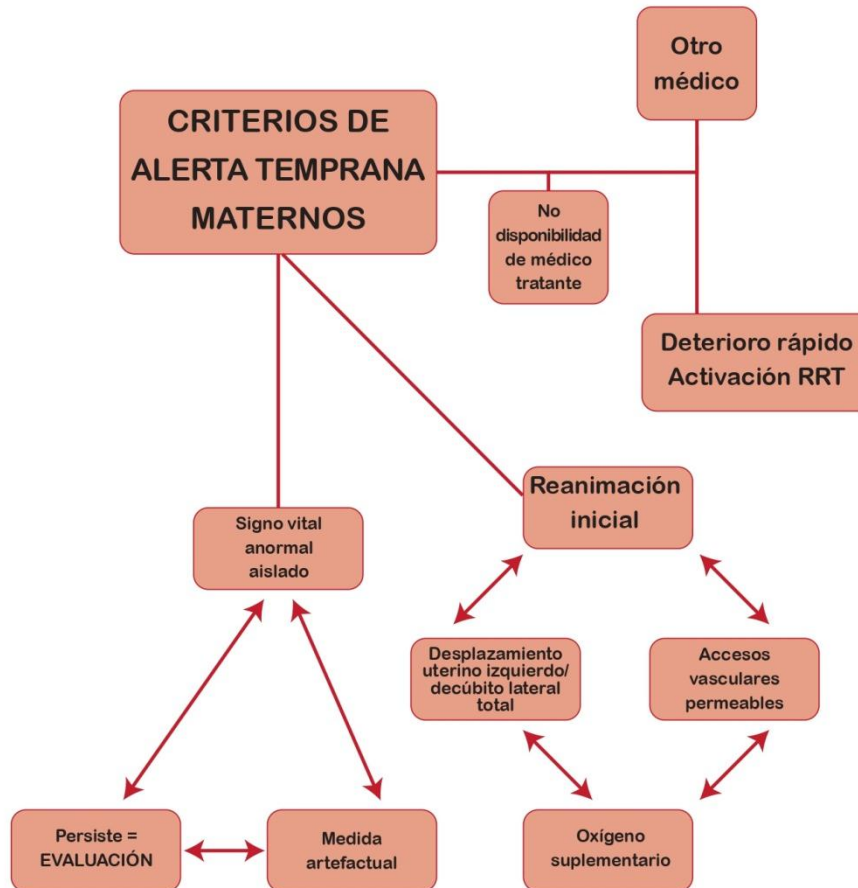 Otro
médico
CRITERIOS DE
ALERTA TEMPRANA
MATERNOS
No
disponibilidad
de médico
tratante
Deterioro rápido
Activación RRT
Reanimación
inicial
Signo vital
anormal
aislado
Desplazamiento
uterino izquierdo/
decúbito lateral
total
Accesos
vasculares
permeables
Persiste =
EVALUACIÓN
Medida
artefactual
Oxígeno
suplementario